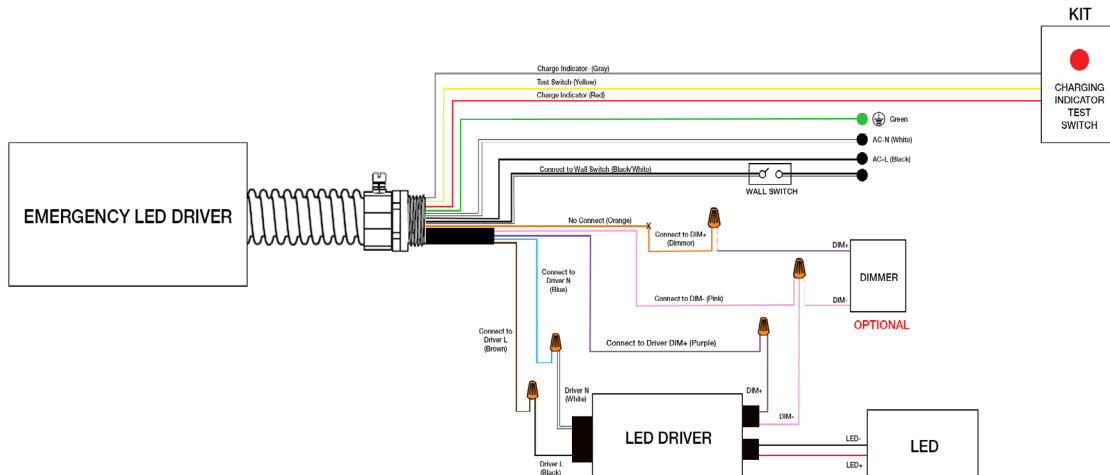 KIT
CHARGING
INDICATOR
TEST
SWITCH
Charge Indicator- (Gray)
Test Switch (Yellow)
Charge Indicator (Red)
Green
AC-N (White)
AC-L (Black)
Connect to Wall Switch (Black/White)
WALL SWITCH
EMERGENCY LED DRIVER
No Connect (Orange)
X
Connect to DIM+
(Dimmer)
DIM+
DIMMER
DIM-
OPTIONAL
Connect to
Driver N
(Blue)
Connect to DIM- (Pink)
Connect to
Driver L
(Brown)
Connect to Driver DIM+ (Purple)
Driver N
(White)
DIM+
DIM-
LED DRIVER
Driver L
(Black)
LED-
LED+
LED